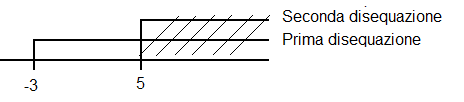 Seconda disequazione
Prima disequazione
-3 5